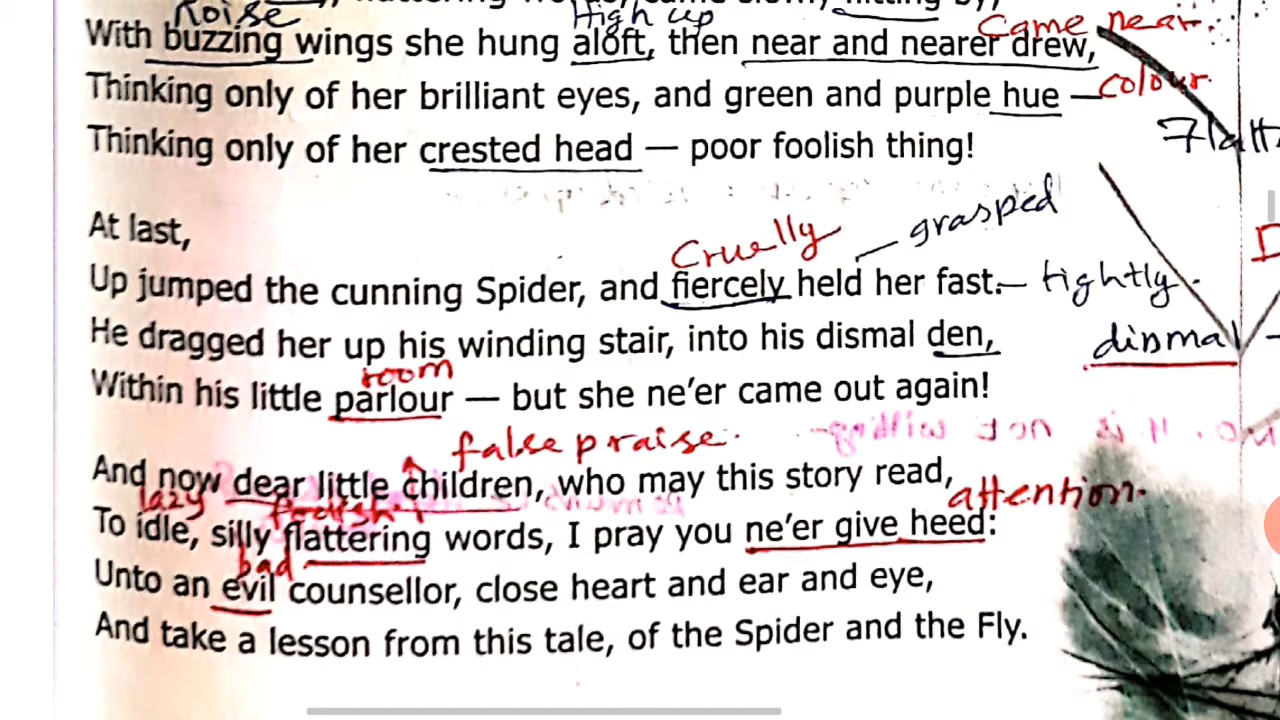 noise
High up
Came near.
With buzzing wings she hung aloft, then near and nearer drew,
Thinking only of her brilliant eyes, and green and purple hue — colour.
Thinking only of her crested head — poor foolish thing!
At last,
Cruelly — grasped
Up jumped the cunning Spider, and fiercely held her fast. — tightly.
He dragged her up his winding stair, into his dismal den,
dismal —
room
Within his little parlour — but she ne'er came out again!
false praise.
And now dear little children, who may this story read,
lazy foolish attention.
To idle, silly flattering words, I pray you ne'er give heed:
bad
Unto an evil counsellor, close heart and ear and eye,
And take a lesson from this tale, of the Spider and the Fly.